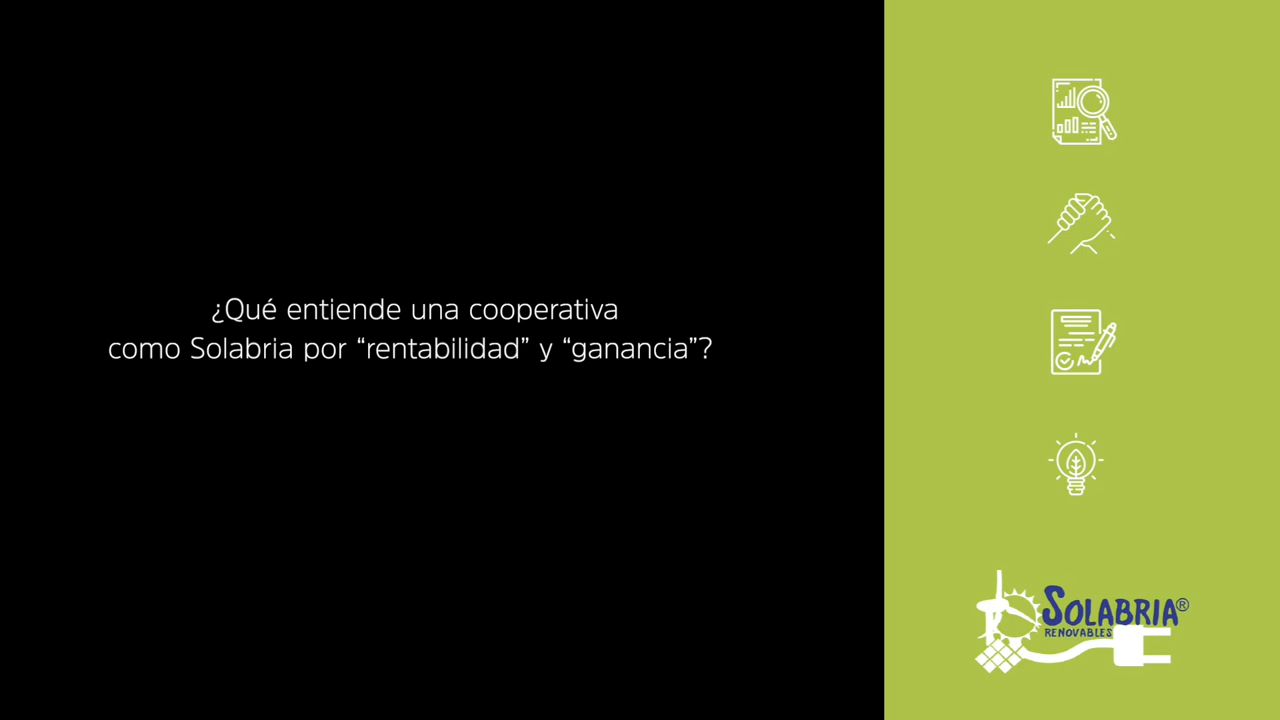 ¿Qué entiende una cooperativa
como Solabria por “rentabilidad” y “ganancia”?
SOLABRIA®
RENOVABLES